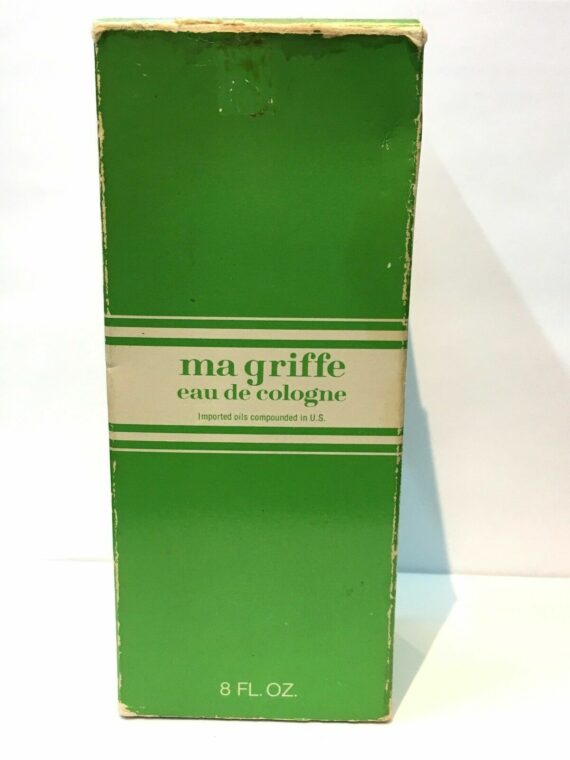 ma griffe
eau de cologne
Imported oils compounded in U.S.
8 FL. OZ.